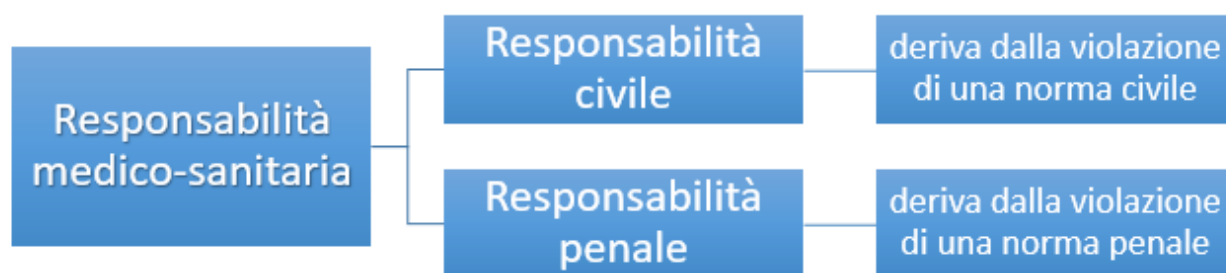 Responsabilità
medico-sanitaria
Responsabilità
civile
deriva dalla violazione
di una norma civile
Responsabilità
penale
deriva dalla violazione
di una norma penale